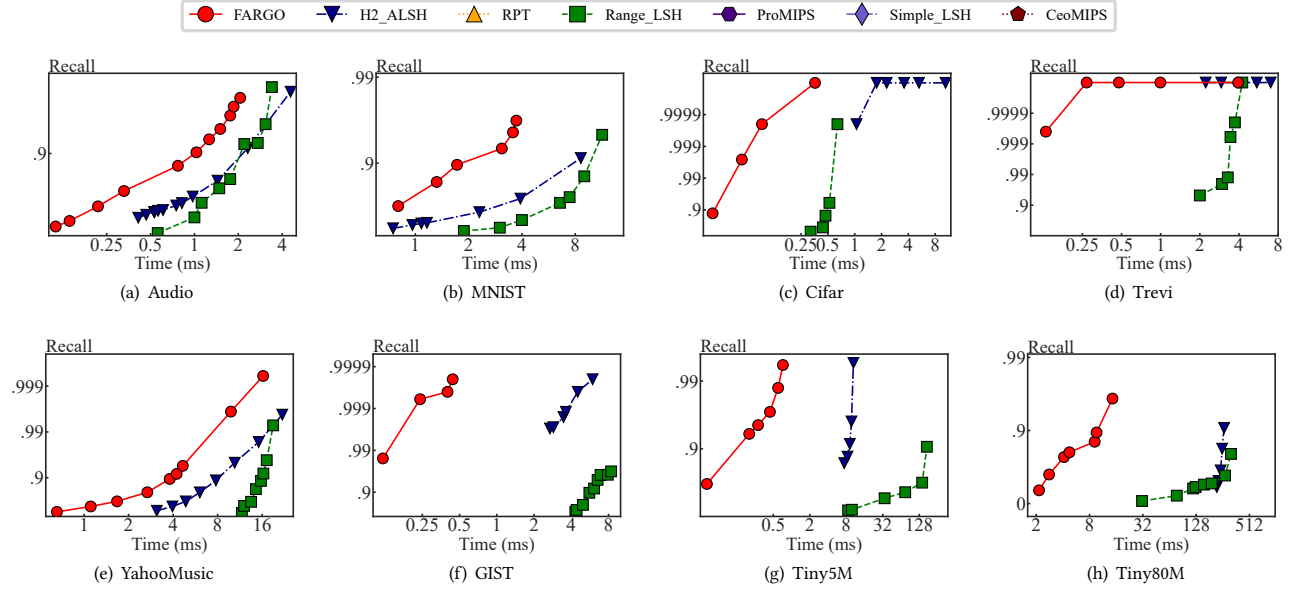 FARGO H2_ALSH RPT Range_LSH ProMIPS Simple_LSH CeoMIPS
Recall
.9
0.25 0.5 1 2 4
Time (ms)
(a) Audio
Recall
.99
.9
1 2 4 8
Time (ms)
(b) MNIST
Recall
.9999
.999
.99
.9
0.25 0.5 1 2 4 8
Time (ms)
(c) Cifar
Recall
.9999
.999
.99
.9
0.25 0.5 1 2 4 8
Time (ms)
(d) Trevi
Recall
.999
.99
.9
1 2 4 8 16
Time (ms)
(e) YahooMusic
Recall
.9999
.999
.99
0.25 0.5 1 2 4 8
Time (ms)
(f) GIST
Recall
.99
.9
0.5 2 8 32 128
Time (ms)
(g) Tiny5M
Recall
.99
.9
0
2 8 32 128 512
Time (ms)
(h) Tiny80M